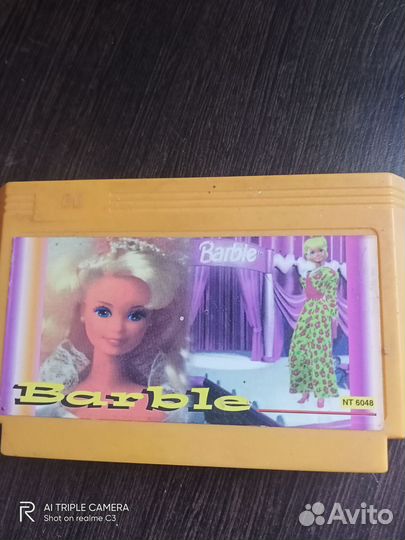 Barbie
Barble
NT 6048
AI TRIPLE CAMERA
Shot on realme C3
Avito